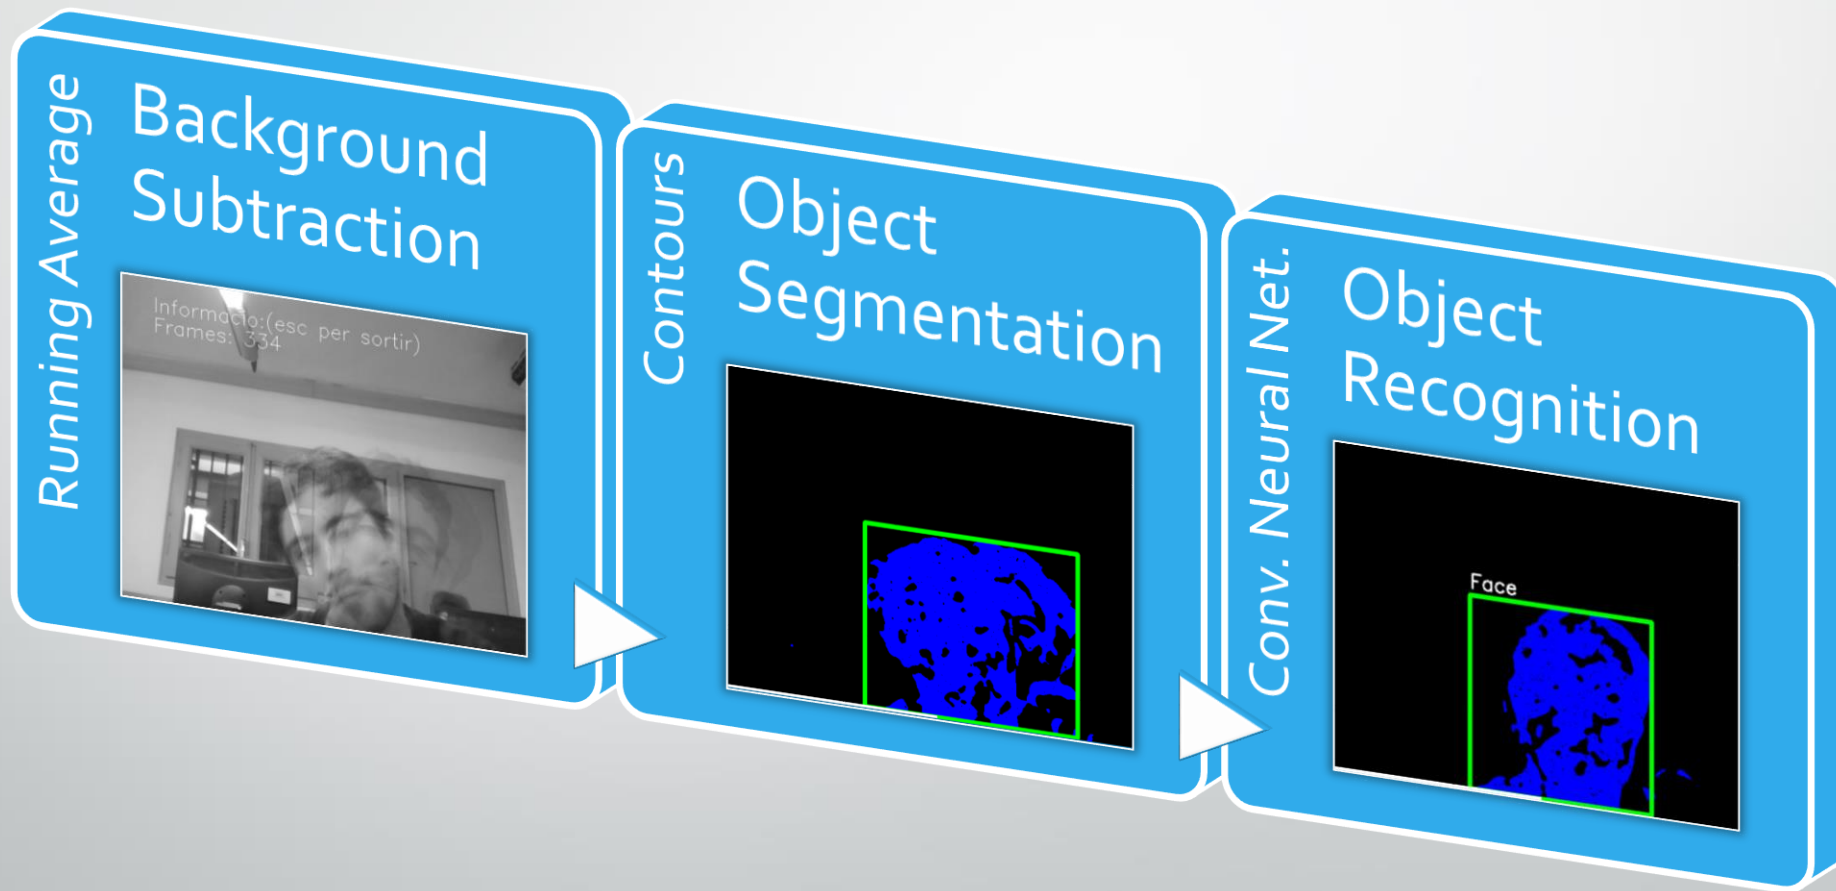 Running Average
Background
Subtraction
Informacio:(esc per sortir)
Frames: 334
Contours
Object
Segmentation
Conv. Neural Net.
Object
Recognition
Face